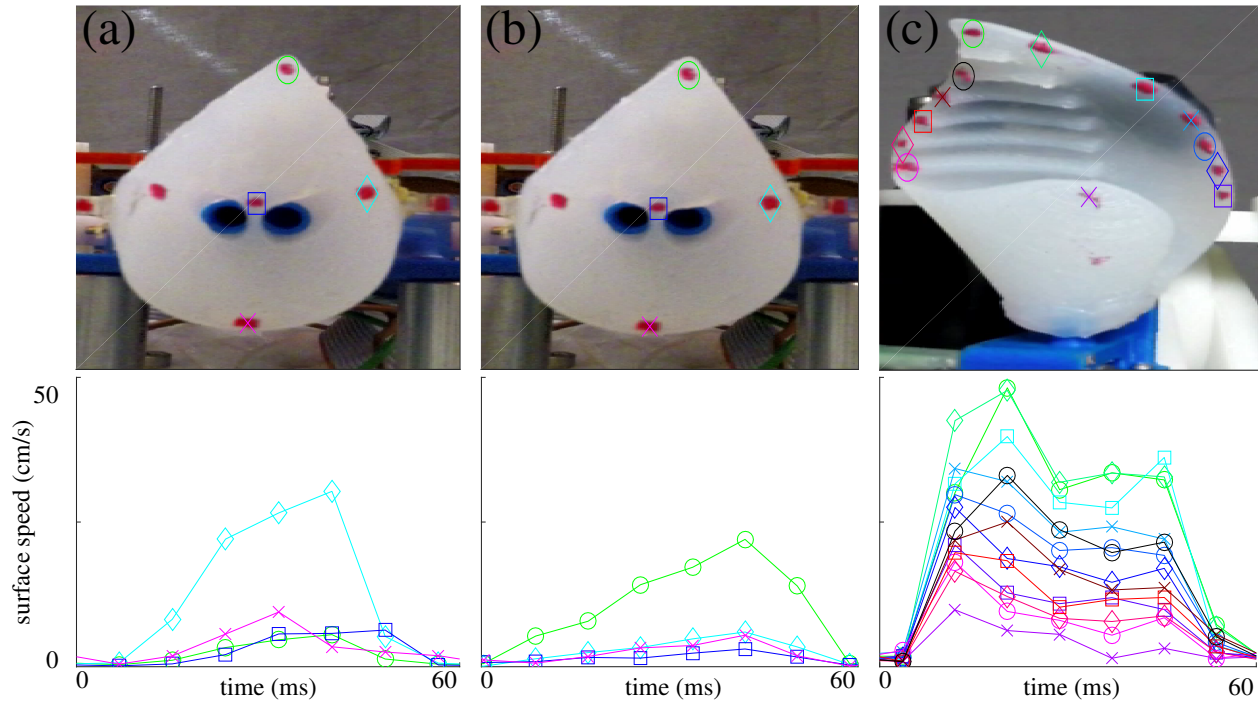 (a) (b) (c)
50
surface speed (cm/s)
0
0 time (ms) 60 0 time (ms) 60 0 time (ms) 60